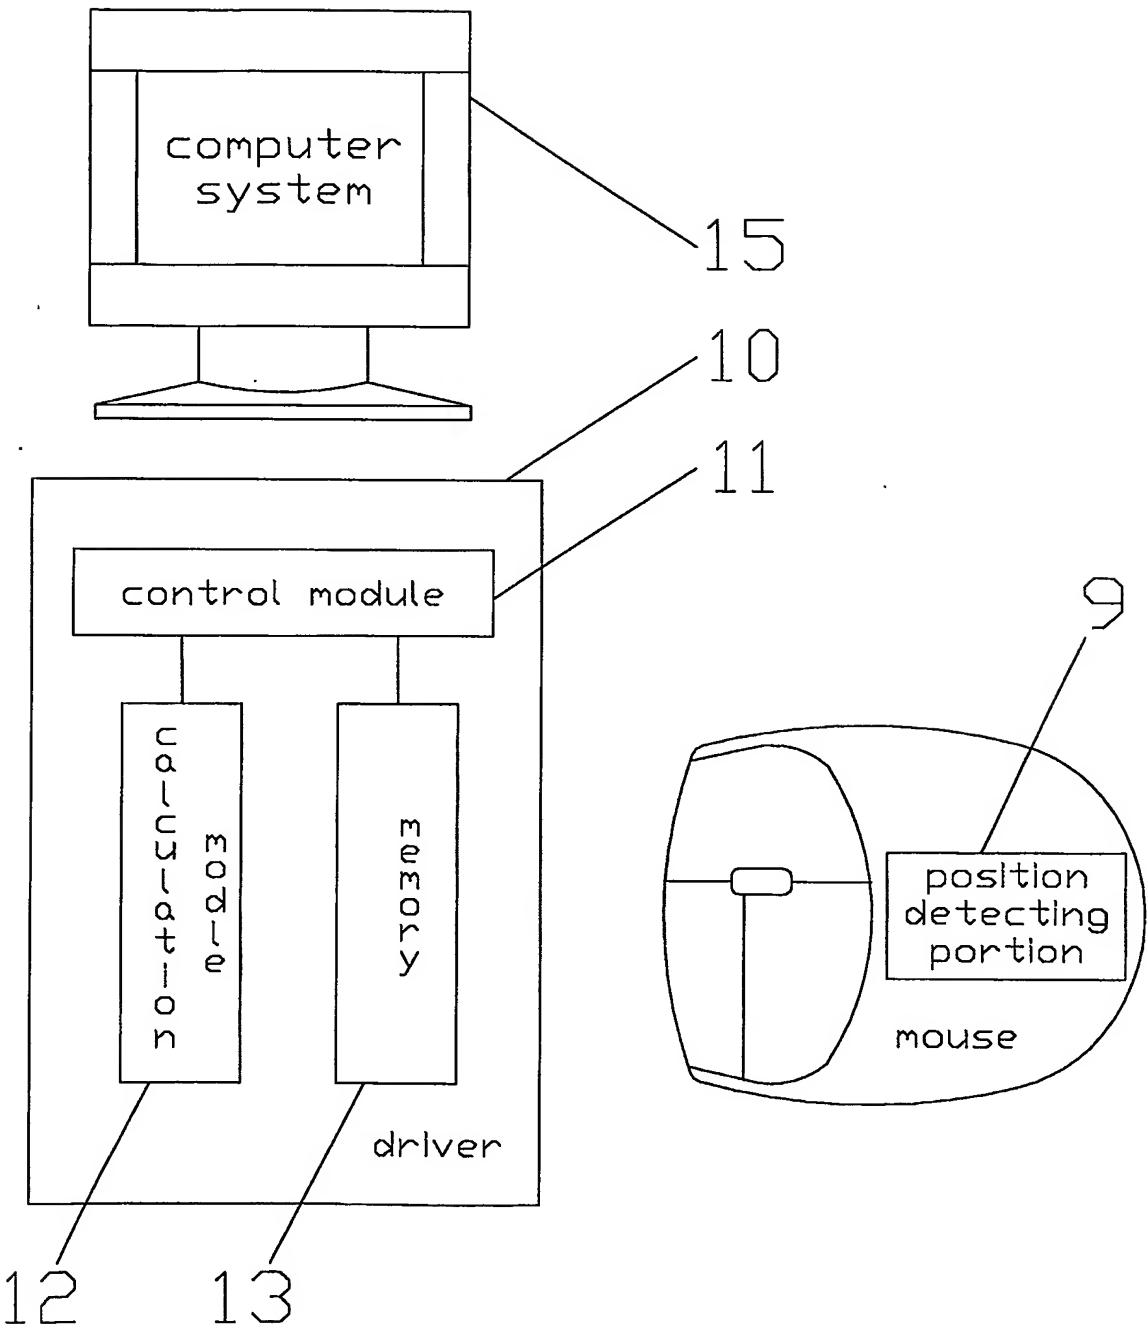 computer
system
15
10
11
control module
9
calculation
modle
memory
position
detecting
portion
mouse
driver
12
13